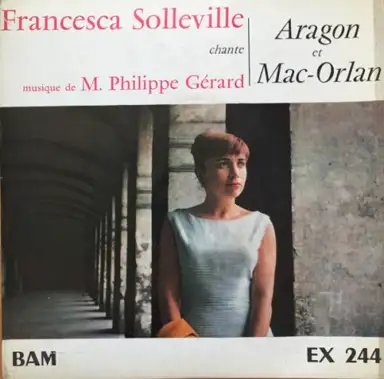 Francesca Solleville
chante
musique de M. Philippe Gérard
Aragon
et
Mac-Orlan
BAM
EX 244